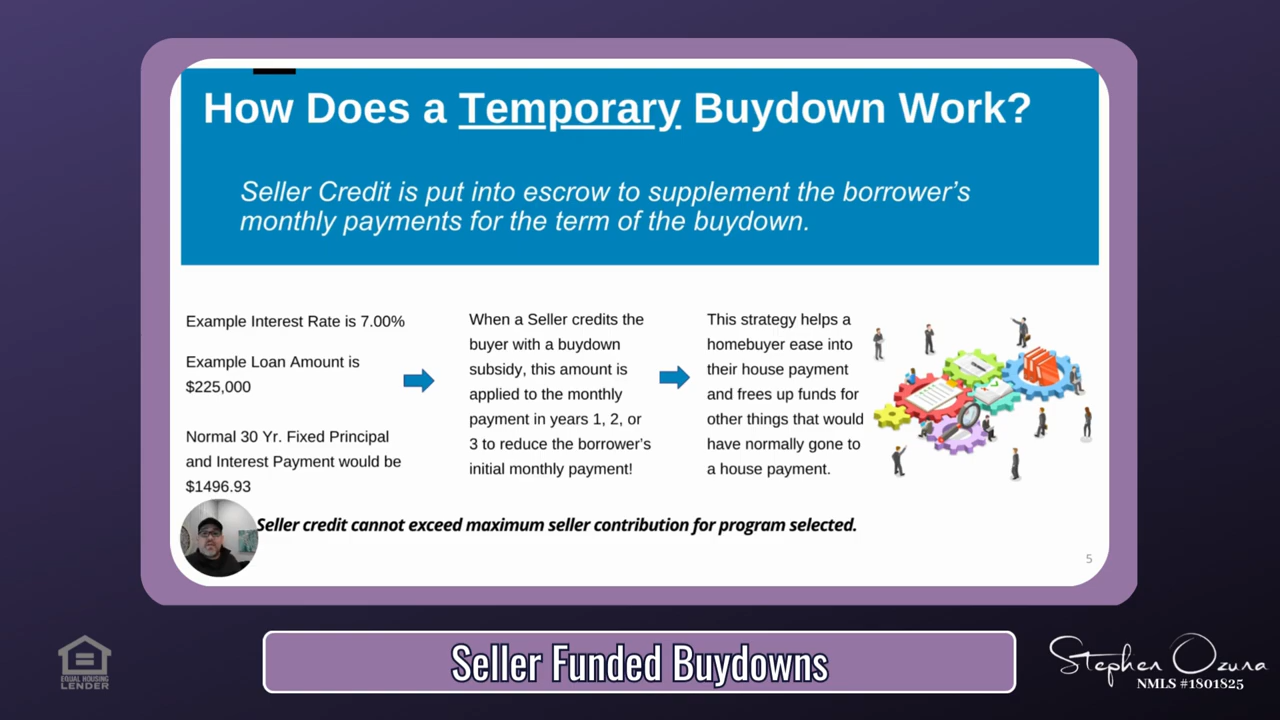 How Does a Temporary Buydown Work?
Seller Credit is put into escrow to supplement the borrower’s
monthly payments for the term of the buydown.
Example Interest Rate is 7.00%
Example Loan Amount is
$225,000
Normal 30 Yr. Fixed Principal
and Interest Payment would be
$1496.93
When a Seller credits the
buyer with a buydown
subsidy, this amount is
applied to the monthly
payment in years 1, 2, or
3 to reduce the borrower’s
initial monthly payment!
This strategy helps a
homebuyer ease into
their house payment
and frees up funds for
other things that would
have normally gone to
a house payment.
Seller credit cannot exceed maximum seller contribution for program selected.
5
EQUAL HOUSING
LENDER
Seller Funded Buydowns
Stephen Ozuna
NMLS #1801825